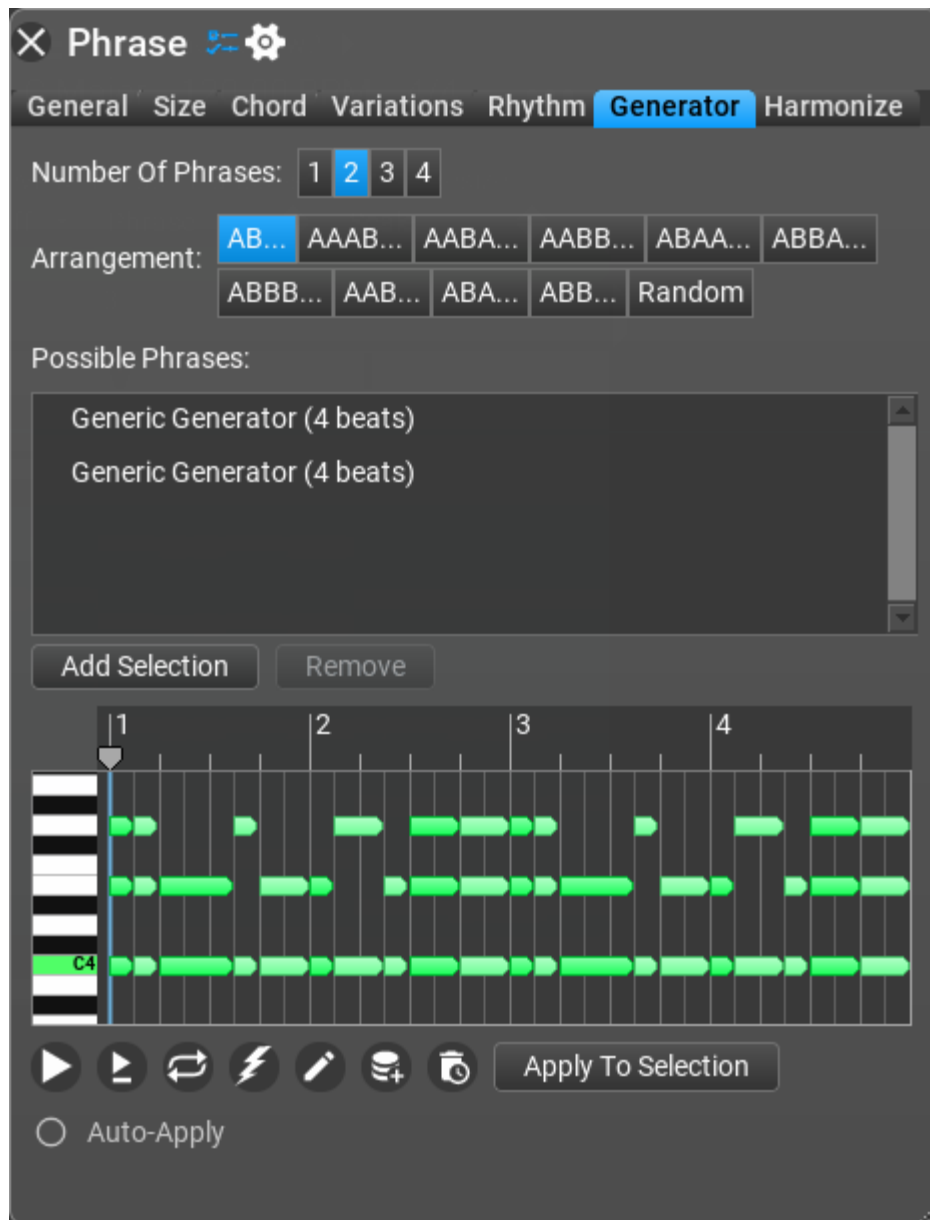 Phrase
General Size Chord Variations Rhythm Generator Harmonize
Number Of Phrases: 1 2 3 4
Arrangement: AB... AAAB... AABA... AABB... ABAA... ABBA...
ABBB... AAB... ABA... ABB... Random
Possible Phrases:
Generic Generator (4 beats)
Generic Generator (4 beats)
Add Selection Remove
1 2 3 4
C4
Apply To Selection
Auto-Apply